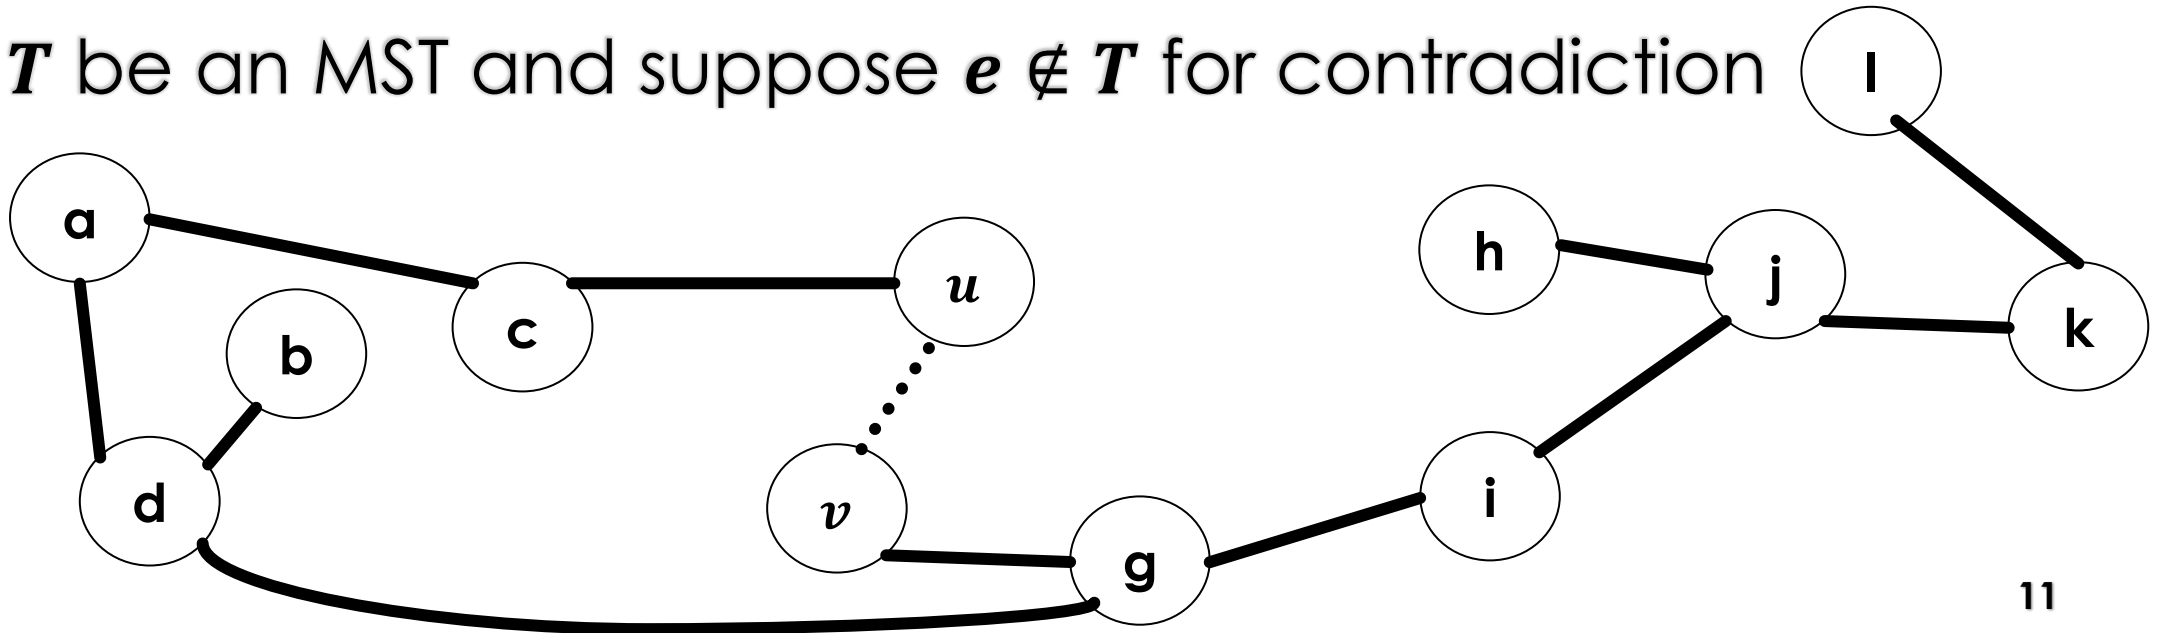 T be an MST and suppose e ∉ T for contradiction
l
a
u
h
j
c
b
k
d
v
i
g
11